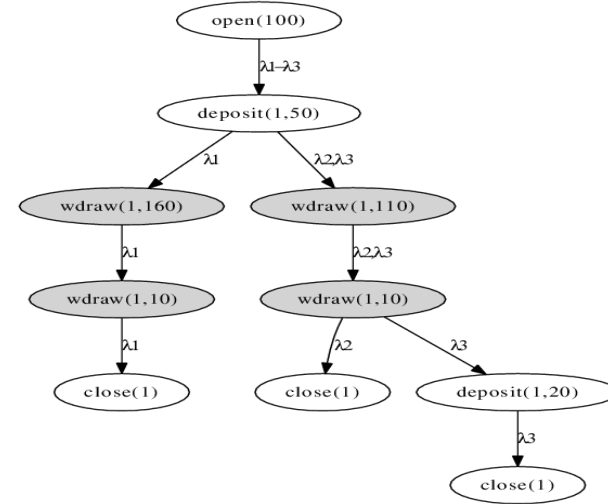 open(100)
λ1–λ3
deposit(1,50)
λ1
λ2,λ3
wdraw(1,160)
wdraw(1,110)
λ1
λ2,λ3
wdraw(1,10)
wdraw(1,10)
λ1
λ2
λ3
close(1)
close(1)
deposit(1,20)
λ3
close(1)